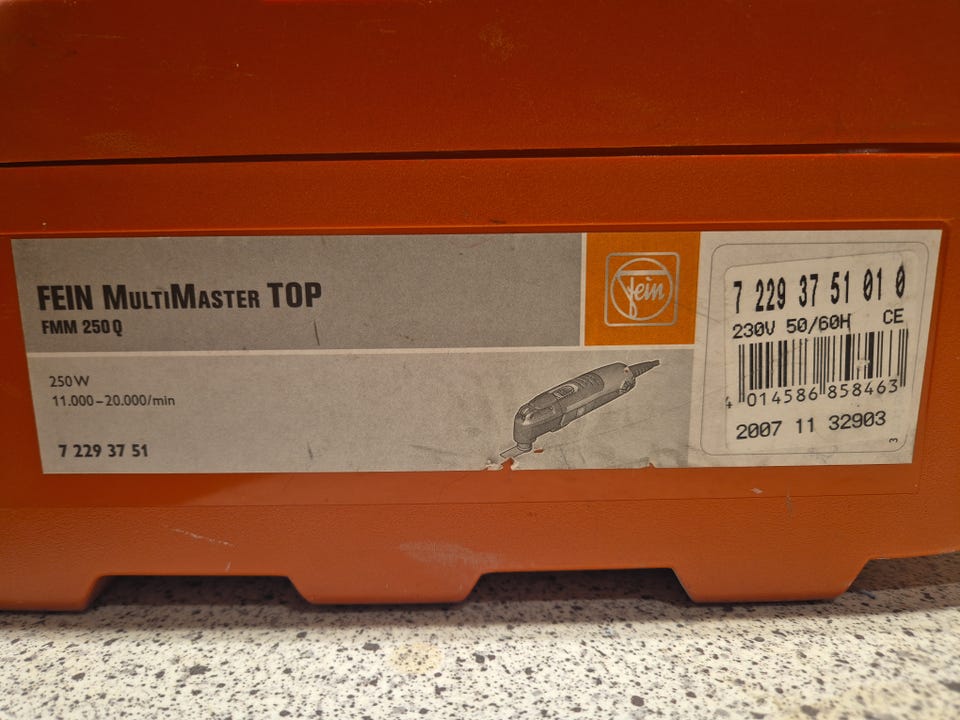 FEIN MULTIMASTER TOP
FMM 250 Q
250 W
11.000–20.000/min
7 229 37 51
fein
7 229 37 51 01 0
230V 50/60H CE
4 014586 858463
2007 11 32903
3